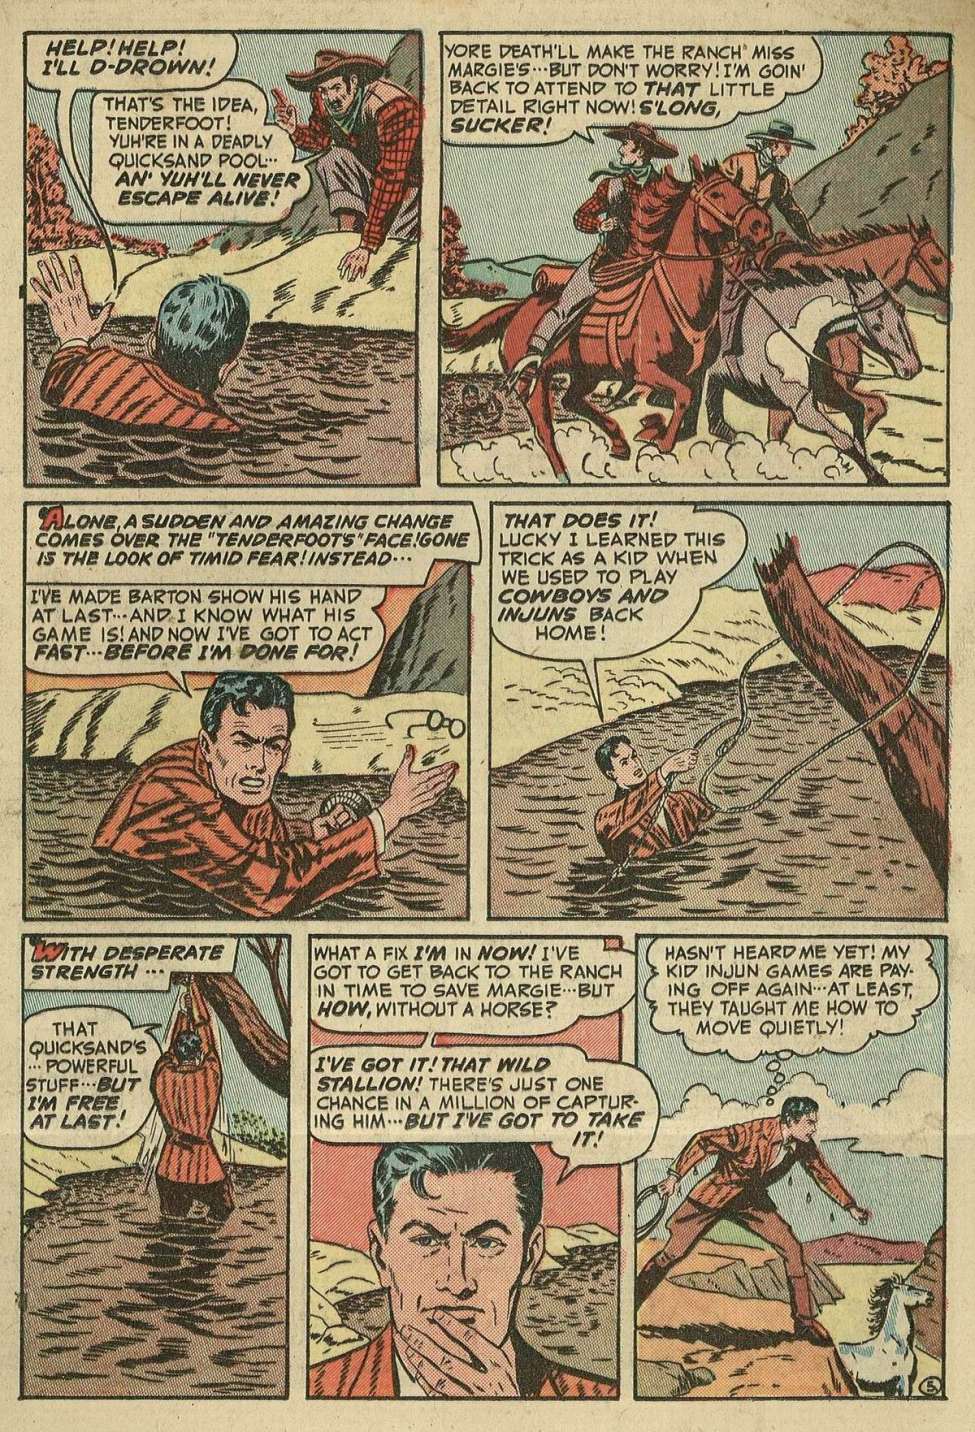 HELP! HELP!
I'LL D-DROWN!
THAT'S THE IDEA,
TENDERFOOT!
YUH'RE IN A DEADLY
QUICKSAND POOL--
AN' YUH'LL NEVER
ESCAPE ALIVE!
YORE DEATH'LL MAKE THE RANCH MISS
MARGIE'S---BUT DON'T WORRY! I'M GOIN'
BACK TO ATTEND TO THAT LITTLE
DETAIL RIGHT NOW! S'LONG,
SUCKER!
ALONE, A SUDDEN AND AMAZING CHANGE
COMES OVER THE "TENDERFOOT'S" FACE! GONE
IS THE LOOK OF TIMID FEAR! INSTEAD---
I'VE MADE BARTON SHOW HIS HAND
AT LAST---AND I KNOW WHAT HIS
GAME IS! AND NOW I'VE GOT TO ACT
FAST---BEFORE I'M DONE FOR!
THAT DOES IT!
LUCKY I LEARNED THIS
TRICK AS A KID WHEN
WE USED TO PLAY
COWBOYS AND
INJUNS BACK
HOME!
WITH DESPERATE
STRENGTH ---
THAT
QUICKSAND'S
--- POWERFUL
STUFF---BUT
I'M FREE
AT LAST!
WHAT A FIX I'M IN NOW! I'VE
GOT TO GET BACK TO THE RANCH
IN TIME TO SAVE MARGIE---BUT
HOW, WITHOUT A HORSE?
I'VE GOT IT! THAT WILD
STALLION! THERE'S JUST ONE
CHANCE IN A MILLION OF CAPTUR-
ING HIM---BUT I'VE GOT TO TAKE
IT!
HASN'T HEARD ME YET! MY
KID INJUN GAMES ARE PAY-
ING OFF AGAIN---AT LEAST,
THEY TAUGHT ME HOW TO
MOVE QUIETLY!
5